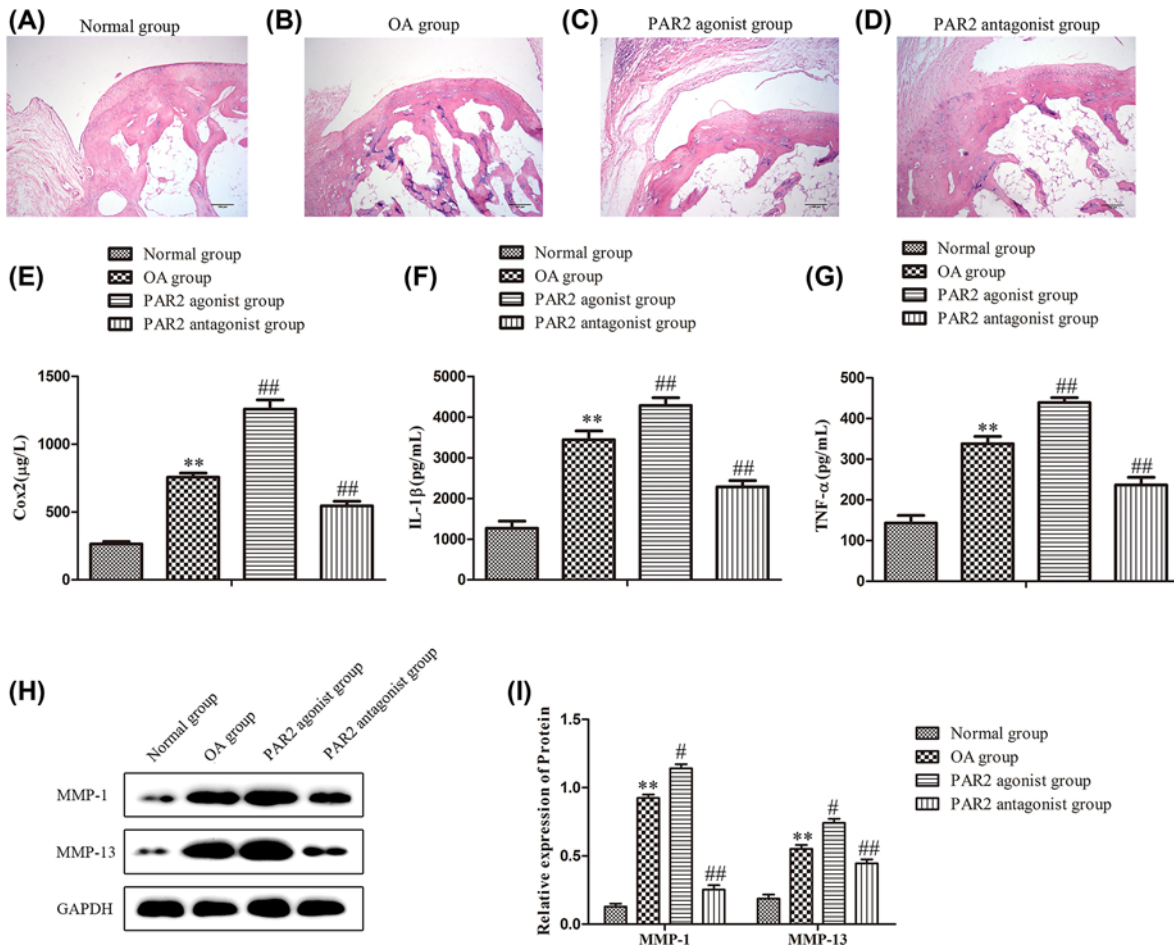 (A)
Normal group
(B)
OA group
(C)
PAR2 agonist group
(D)
PAR2 antagonist group
(E)
Normal group
OA group
PAR2 agonist group
PAR2 antagonist group
Cox2(μg/L)
1500
1000
500
0
**
##
##
(F)
Normal group
OA group
PAR2 agonist group
PAR2 antagonist group
IL-1β(pg/mL)
5000
4000
3000
2000
1000
0
**
##
##
(G)
Normal group
OA group
PAR2 agonist group
PAR2 antagonist group
TNF-α(pg/mL)
500
400
300
200
100
0
**
##
##
(H)
Normal group
OA group
PAR2 agonist group
PAR2 antagonist group
MMP-1
MMP-13
GAPDH
(I)
Relative expression of Protein
1.5
1.0
0.5
0.0
**
#
##
**
#
##
MMP-1
MMP-13
Normal group
OA group
PAR2 agonist group
PAR2 antagonist group